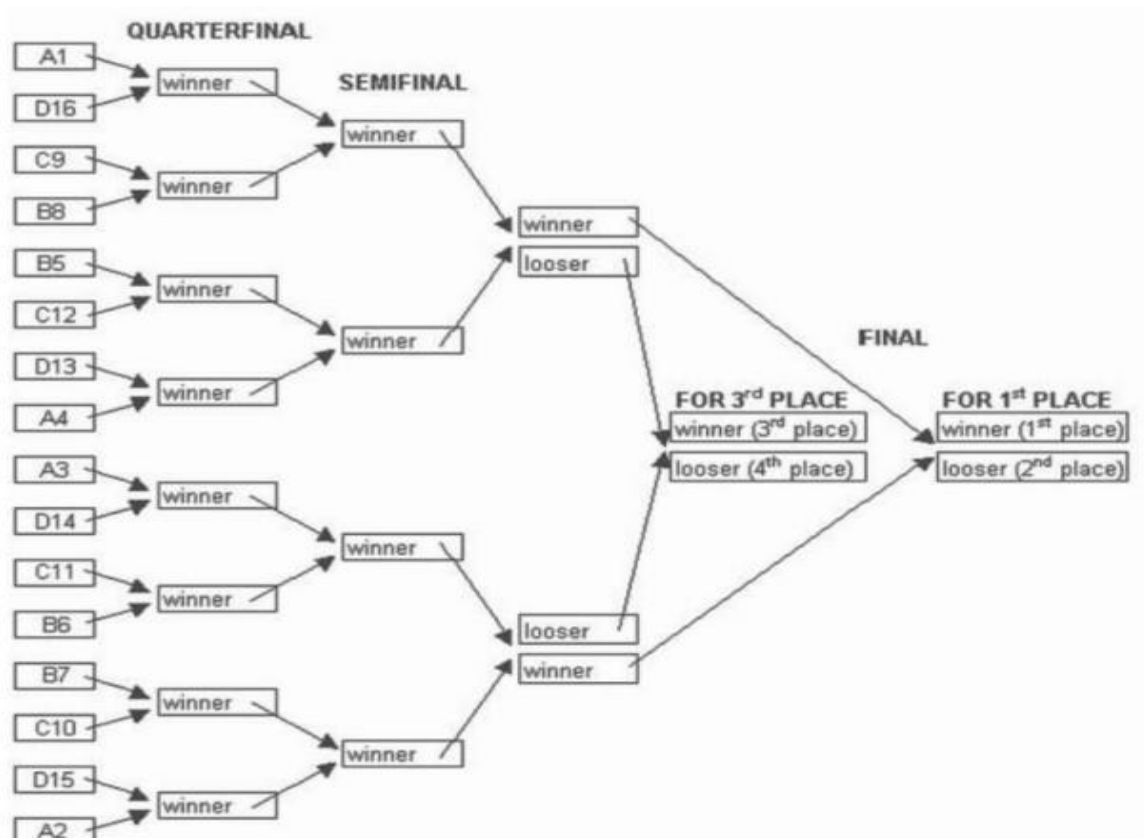 QUARTERFINAL
A1
winner
SEMIFINAL
D16
winner
C9
winner
B8
winner
B5
looser
winner
C12
winner
FINAL
D13
winner
FOR 3rd PLACE
FOR 1st PLACE
A4
winner (3rd place)
winner (1st place)
A3
looser (4th place)
looser (2nd place)
winner
D14
winner
C11
winner
B6
looser
B7
winner
winner
C10
winner
D15
winner
A2